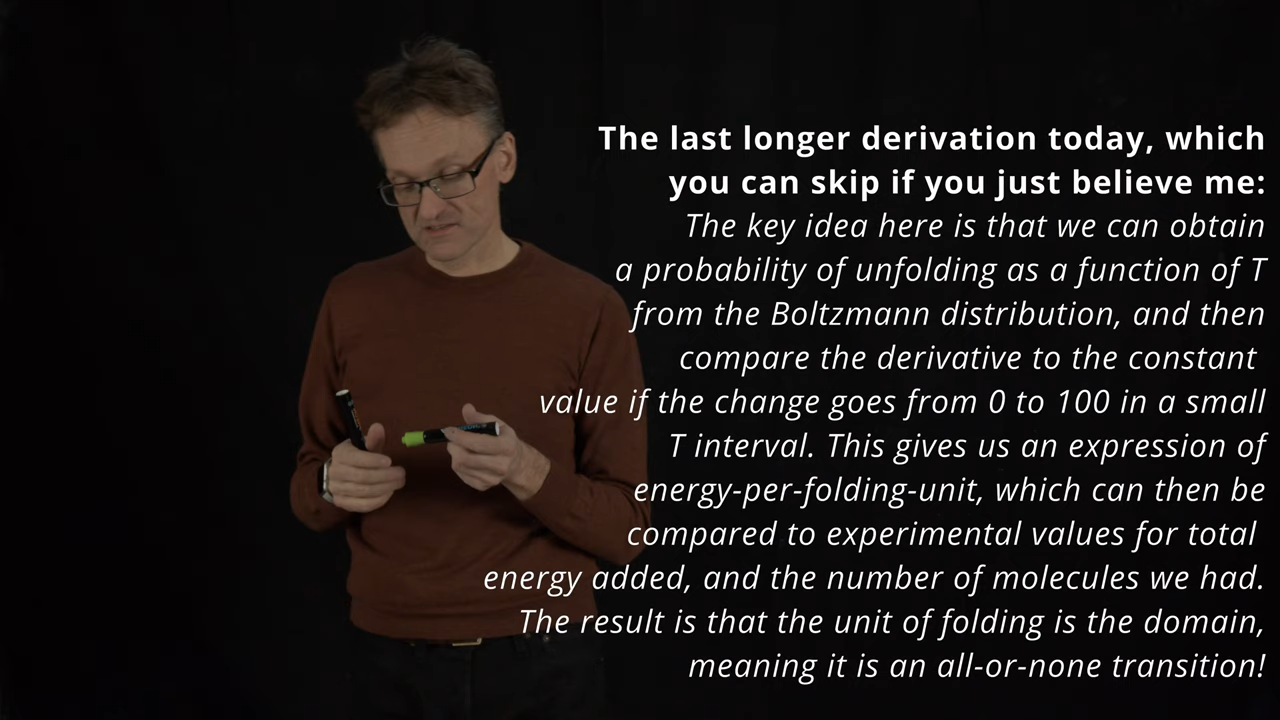 The last longer derivation today, which
you can skip if you just believe me:
The key idea here is that we can obtain
a probability of unfolding as a function of T
from the Boltzmann distribution, and then
compare the derivative to the constant
value if the change goes from 0 to 100 in a small
T interval. This gives us an expression of
energy-per-folding-unit, which can then be
compared to experimental values for total
energy added, and the number of molecules we had.
The result is that the unit of folding is the domain,
meaning it is an all-or-none transition!